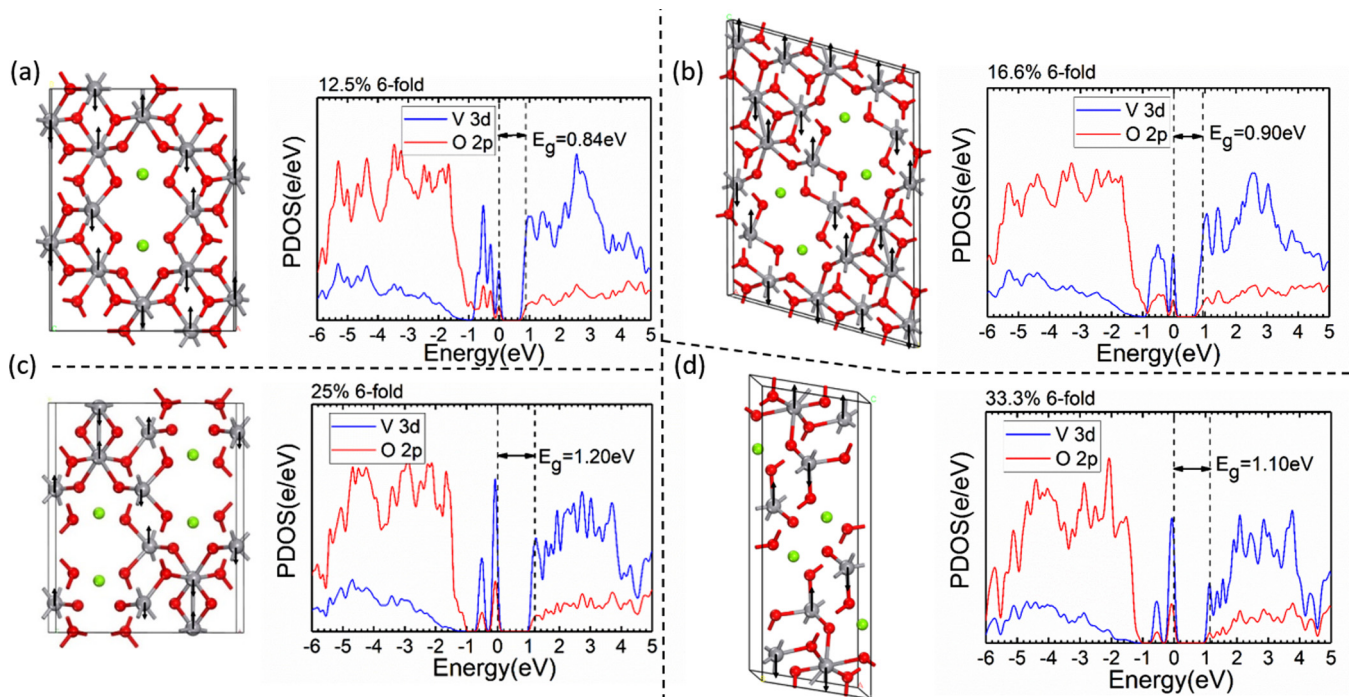 (a)
12.5% 6-fold
V 3d
O 2p
E_g=0.84eV
PDOS(e/eV)
-6 -5 -4 -3 -2 -1 0 1 2 3 4 5
Energy(eV)
(b)
16.6% 6-fold
V 3d
O 2p
E_g=0.90eV
PDOS(e/eV)
-6 -5 -4 -3 -2 -1 0 1 2 3 4 5
Energy(eV)
(c)
25% 6-fold
V 3d
O 2p
E_g=1.20eV
PDOS(e/eV)
-6 -5 -4 -3 -2 -1 0 1 2 3 4 5
Energy(eV)
(d)
33.3% 6-fold
V 3d
O 2p
E_g=1.10eV
PDOS(e/eV)
-6 -5 -4 -3 -2 -1 0 1 2 3 4 5
Energy(eV)